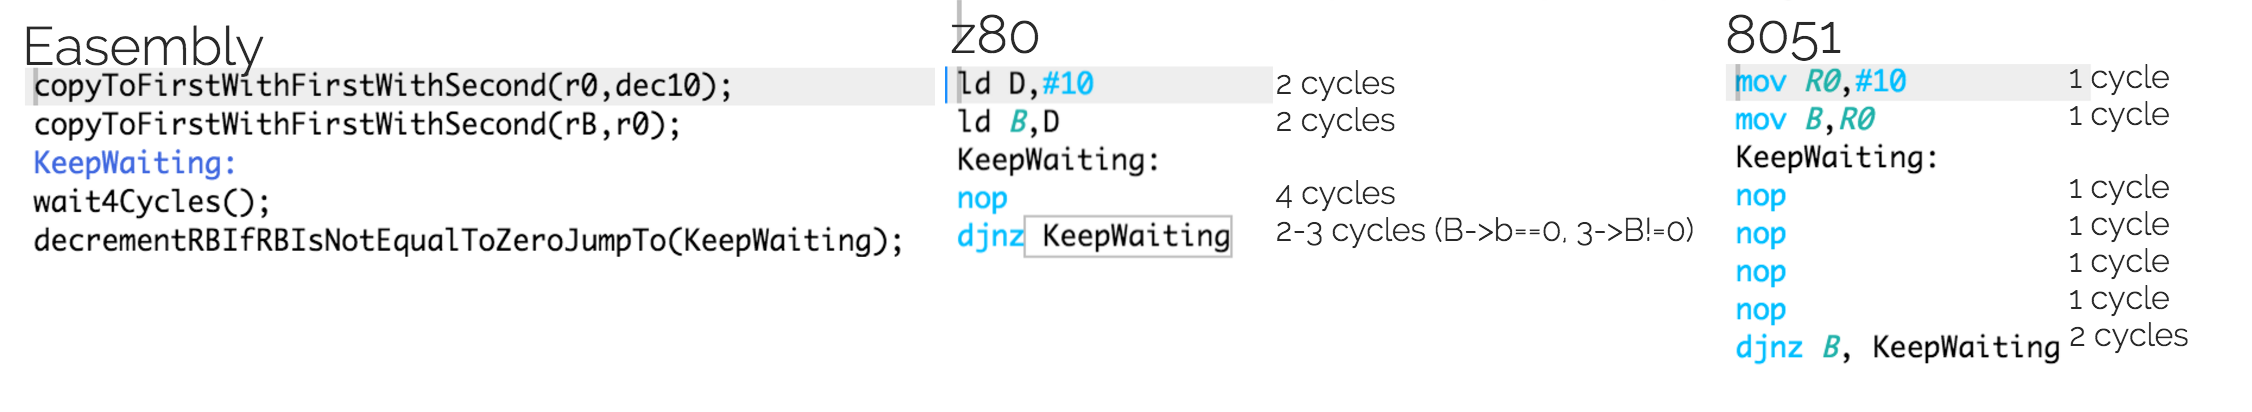 Easembly
copyToFirstWithFirstWithSecond(r0,dec10);
copyToFirstWithFirstWithSecond(rB,r0);
KeepWaiting:
wait4Cycles();
decrementRBIfRBIsNotEqualToZeroJumpTo(KeepWaiting);
z80
ld D,#10 2 cycles
ld B,D 2 cycles
KeepWaiting:
nop 4 cycles
djnz KeepWaiting 2-3 cycles (B->b==0, 3->B!=0)
8051
mov R0,#10 1 cycle
mov B,R0 1 cycle
KeepWaiting:
nop 1 cycle
nop 1 cycle
nop 1 cycle
nop 1 cycle
djnz B, KeepWaiting 2 cycles